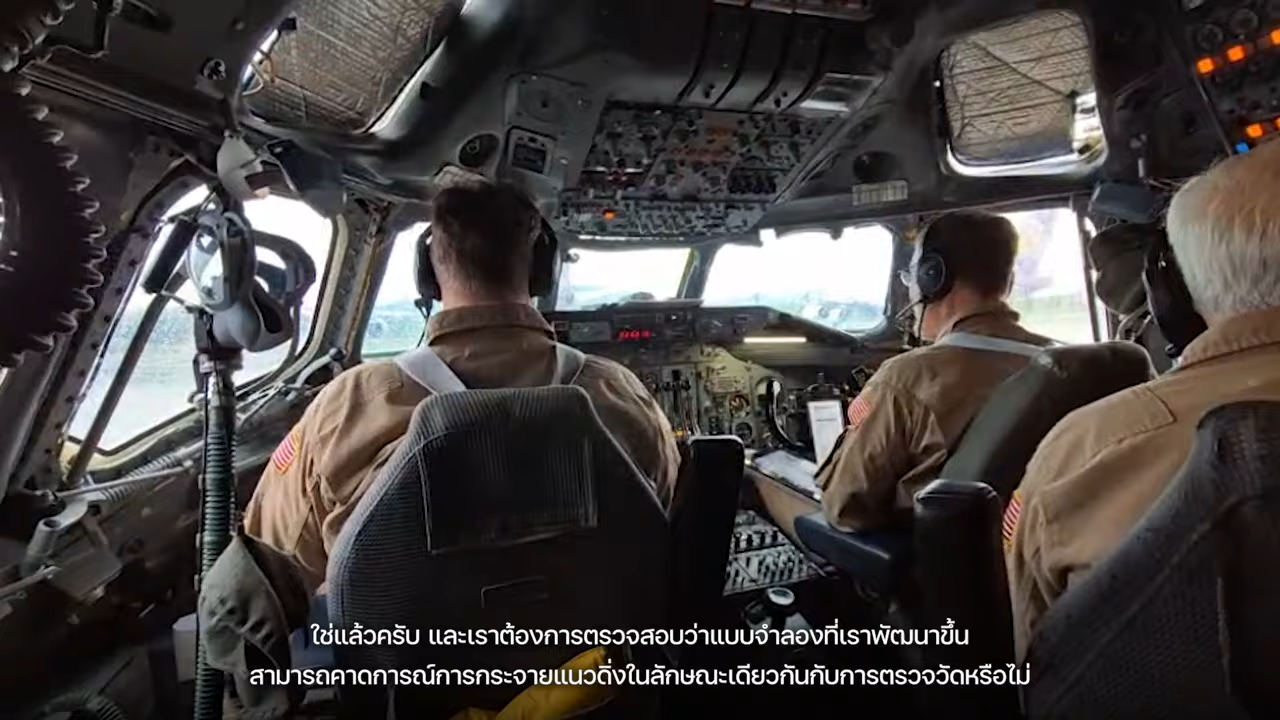 ใช่แล้วครับ และเราต้องการตรวจสอบว่าแบบจำลองที่เราพัฒนาขึ้น
สามารถคาดการณ์การกระจายแนวดิ่งในลักษณะเดียวกันกับการตรวจวัดหรือไม่